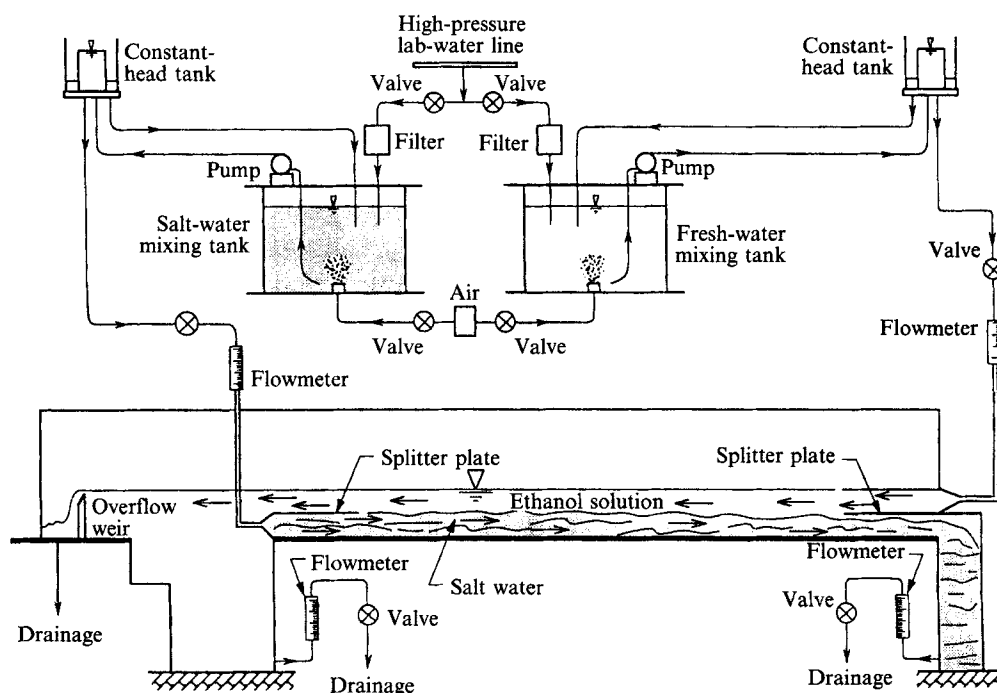 High-pressure
lab-water line
Constant-
head tank
Constant-
head tank
Valve
Valve
Filter
Filter
Pump
Pump
Salt-water
mixing tank
Fresh-water
mixing tank
Valve
Air
Valve
Valve
Flowmeter
Flowmeter
Splitter plate
Splitter plate
Overflow
weir
Ethanol solution
Flowmeter
Salt water
Flowmeter
Valve
Valve
Drainage
Drainage
Drainage